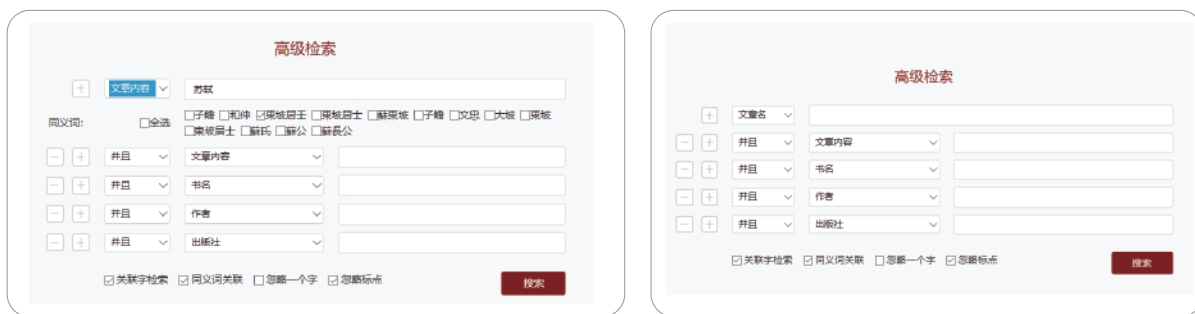 高级检索
文章内容 苏轼
同义词: 全选 子瞻 和仲 東坡居王 東坡居士 蘇東坡 子瞻 文忠 大坡 東坡
東坡居士 蘇氏 蘇公 蘇長公
并且 文章内容
并且 书名
并且 作者
并且 出版社
关联字检索 同义词关联 忽略一个字 忽略标点
搜索
高级检索
文章名
并且 文章内容
并且 书名
并且 作者
并且 出版社
关联字检索 同义词关联 忽略一个字 忽略标点
搜索